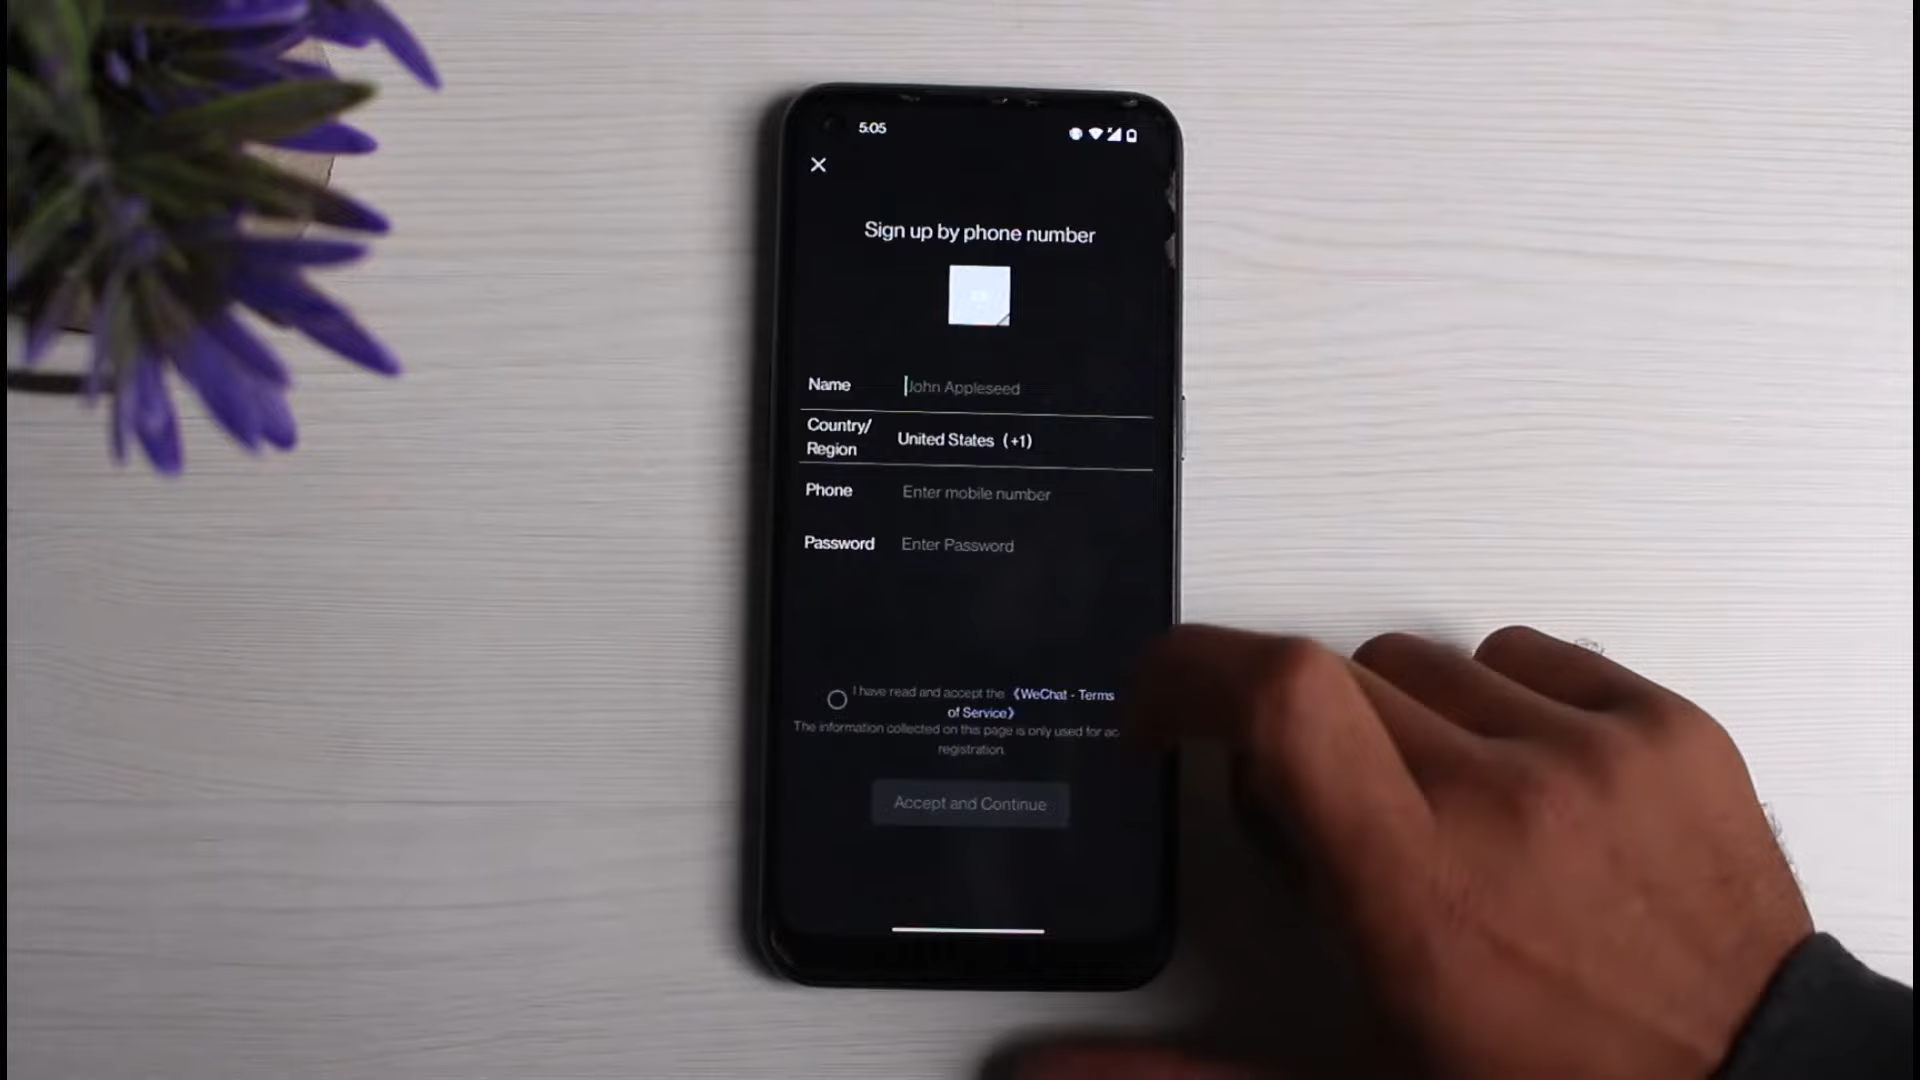 5:05
Sign up by phone number
Name John Appleseed
Country/
Region United States (+1)
Phone Enter mobile number
Password Enter Password
I have read and accept the 《WeChat - Terms
of Service》
The information collected on this page is only used for ac
registration.
Accept and Continue